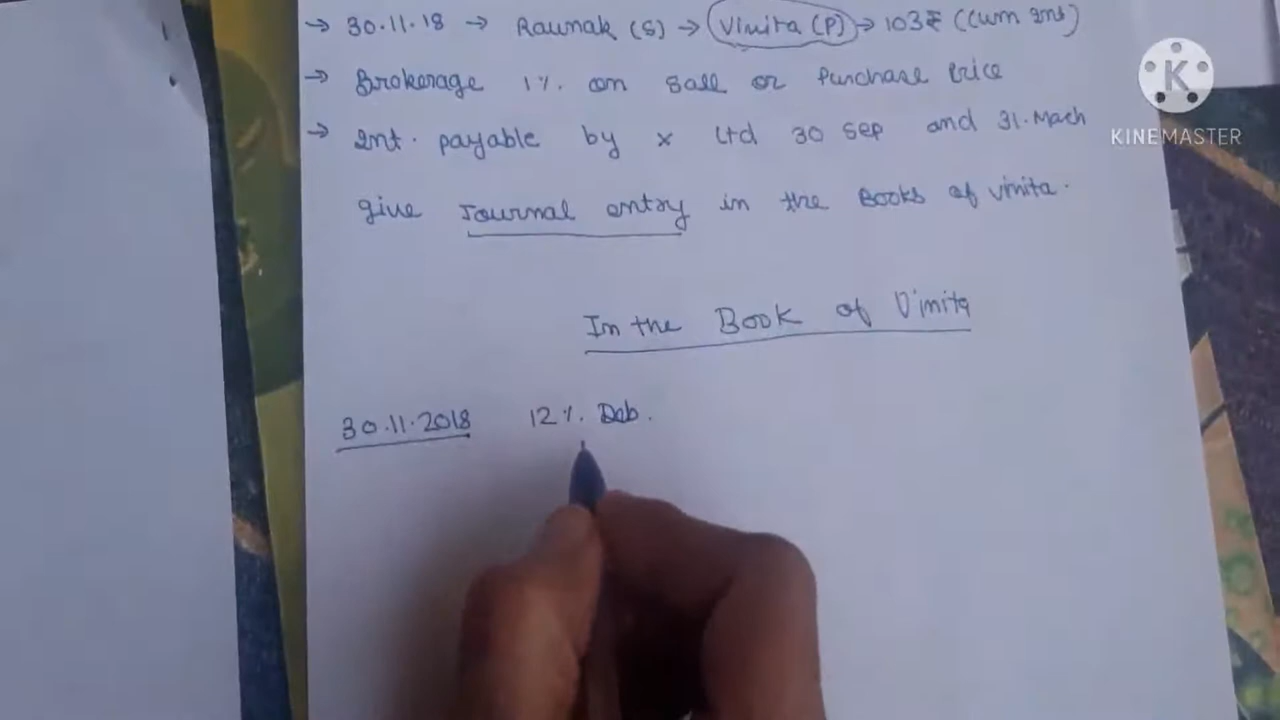 → 30.11.18 → Raunak (S) → Vinita (P) → 103₹ (Cum Int)
→ Brokerage 1%. on Sale or Purchase Price
→ Int. payable by x Ltd 30 Sep and 31.Mach
give Journal entry in the Books of vinita.
In the Book of Vinita
30.11.2018 12%. Deb.
K
KINEMASTER